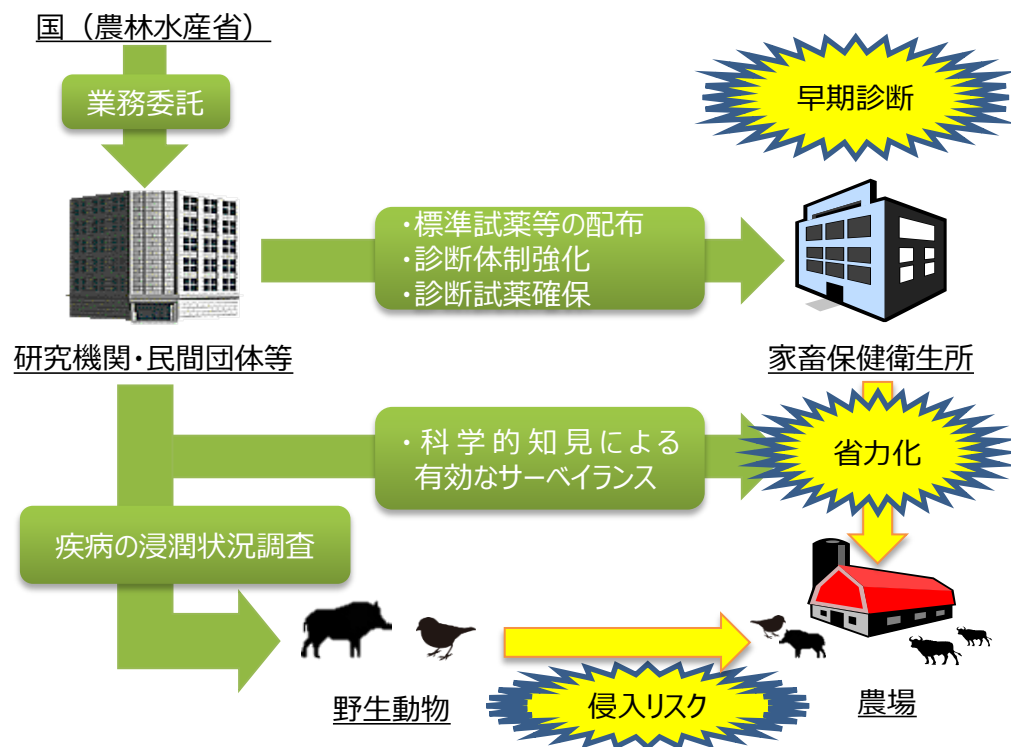 国（農林水産省）
業務委託
早期診断
・標準試薬等の配布
・診断体制強化
・診断試薬確保
研究機関・民間団体等
家畜保健衛生所
・科学的知見による
有効なサーベイランス
省力化
疾病の浸潤状況調査
野生動物
侵入リスク
農場